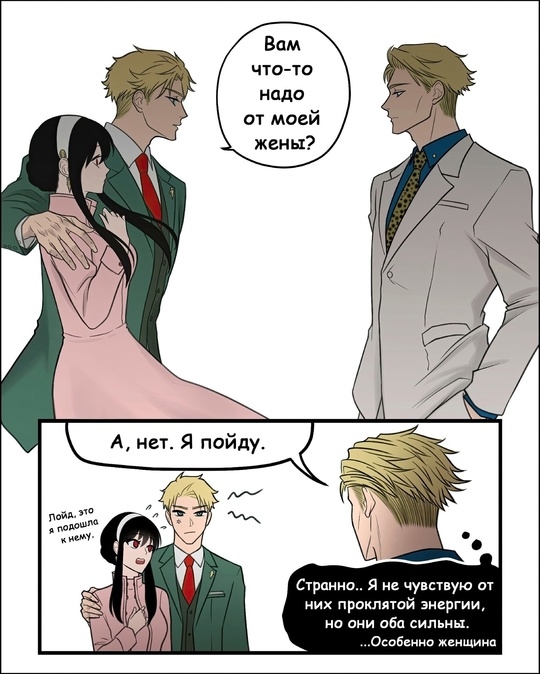 Вам
что-то
надо
от моей
жены?
А, нет. Я пойду.
Лойд, это
я подошла
к нему.
Странно.. Я не чувствую от
них проклятой энергии,
но они оба сильны.
...Особенно женщина